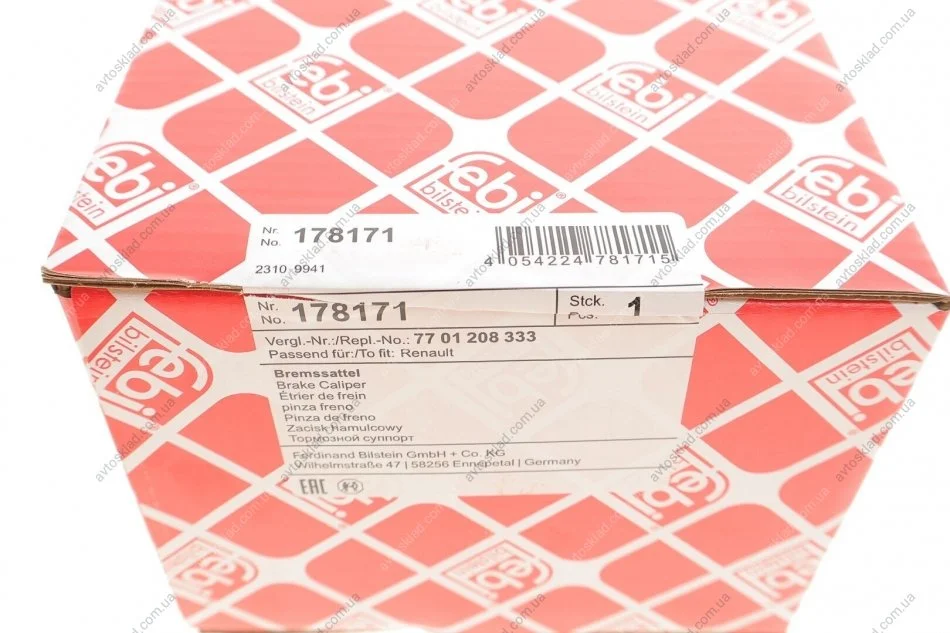 febi
bilstein
Nr.
No. 178171
4 054224 781715
2310 9941
Nr.
No. 178171
Stck.
Pcs. 1
Vergl.-Nr.:/Repl.-No.: 77 01 208 333
Passend für:/To fit: Renault
Bremssattel
Brake Caliper
Étrier de frein
pinza freno
Pinza de freno
Zacisk hamulcowy
Тормозной суппорт
Ferdinand Bilstein GmbH + Co. KG
Wilhelmstraße 47 | 58256 Ennepetal | Germany
EAC
avtosklad.com.ua